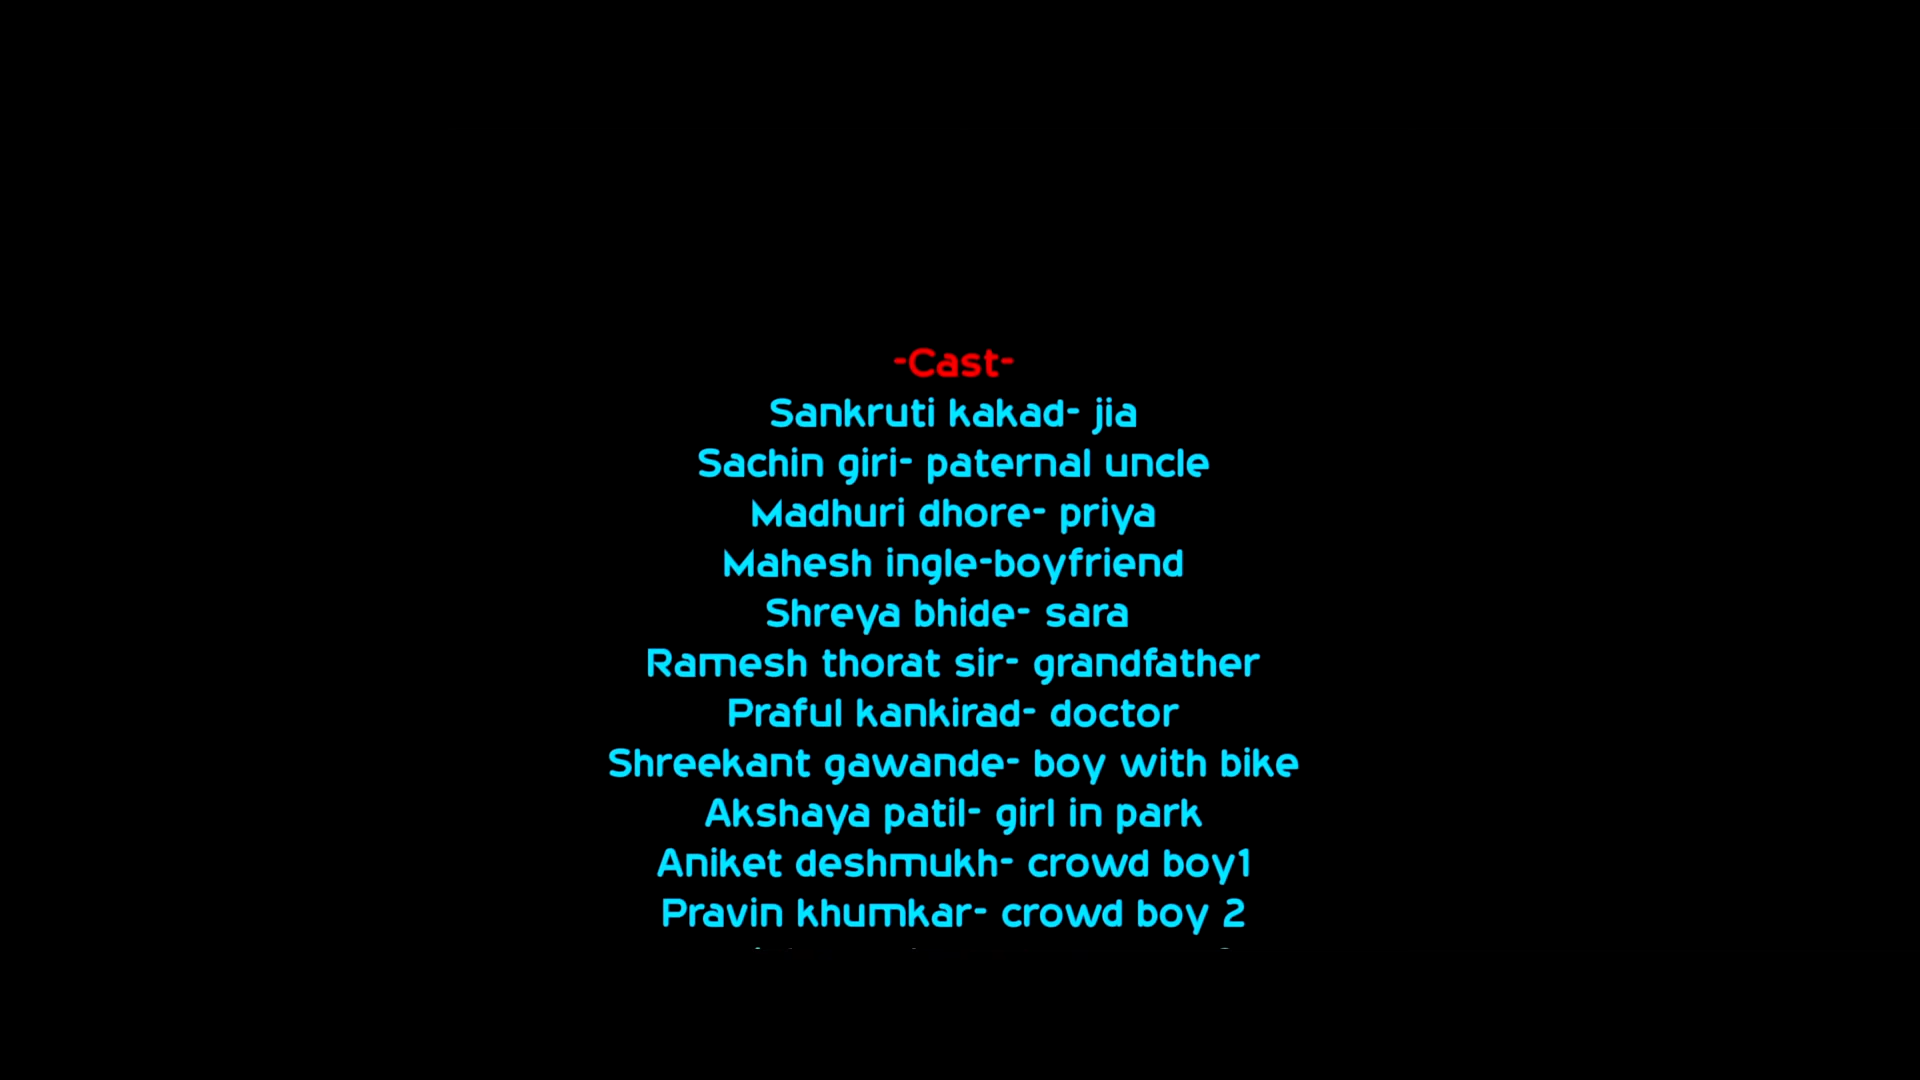 -Cast-
Sankruti kakad- jia
Sachin giri- paternal uncle
Madhuri dhore- priya
Mahesh ingle-boyfriend
Shreya bhide- sara
Ramesh thorat sir- grandfather
Praful kankirad- doctor
Shreekant gawande- boy with bike
Akshaya patil- girl in park
Aniket deshmukh- crowd boy1
Pravin khumkar- crowd boy 2